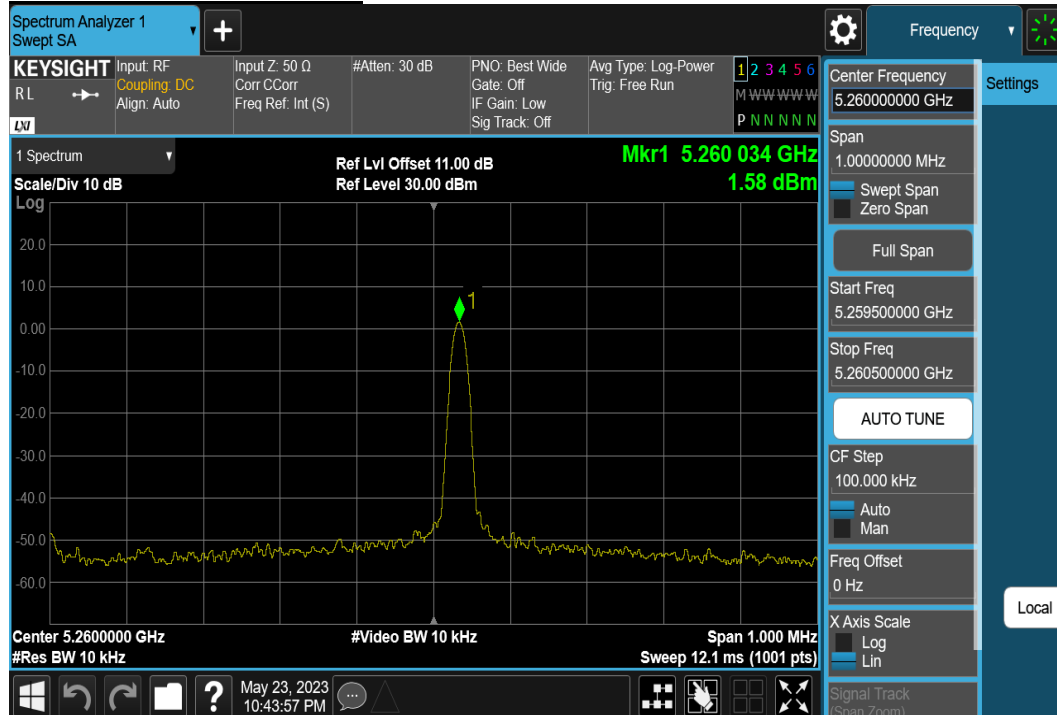 Spectrum Analyzer 1
Swept SA
+
Frequency
KEYSIGHT
RL
LXI
Input: RF
Coupling: DC
Align: Auto
Input Z: 50 Ω
Corr CCorr
Freq Ref: Int (S)
#Atten: 30 dB
PNO: Best Wide
Gate: Off
IF Gain: Low
Sig Track: Off
Avg Type: Log-Power
Trig: Free Run
1 2 3 4 5 6
M W W W W W
P N N N N N
1 Spectrum
Scale/Div 10 dB
Log
Ref Lvl Offset 11.00 dB
Ref Level 30.00 dBm
Mkr1 5.260 034 GHz
1.58 dBm
1
20.0
10.0
0.00
-10.0
-20.0
-30.0
-40.0
-50.0
-60.0
Center 5.2600000 GHz
#Res BW 10 kHz
#Video BW 10 kHz
Span 1.000 MHz
Sweep 12.1 ms (1001 pts)
Center Frequency
5.260000000 GHz
Settings
Span
1.00000000 MHz
Swept Span
Zero Span
Full Span
Start Freq
5.259500000 GHz
Stop Freq
5.260500000 GHz
AUTO TUNE
CF Step
100.000 kHz
Auto
Man
Freq Offset
0 Hz
Local
X Axis Scale
Log
Lin
Signal Track
(Span Zoom)
?
May 23, 2023
10:43:57 PM